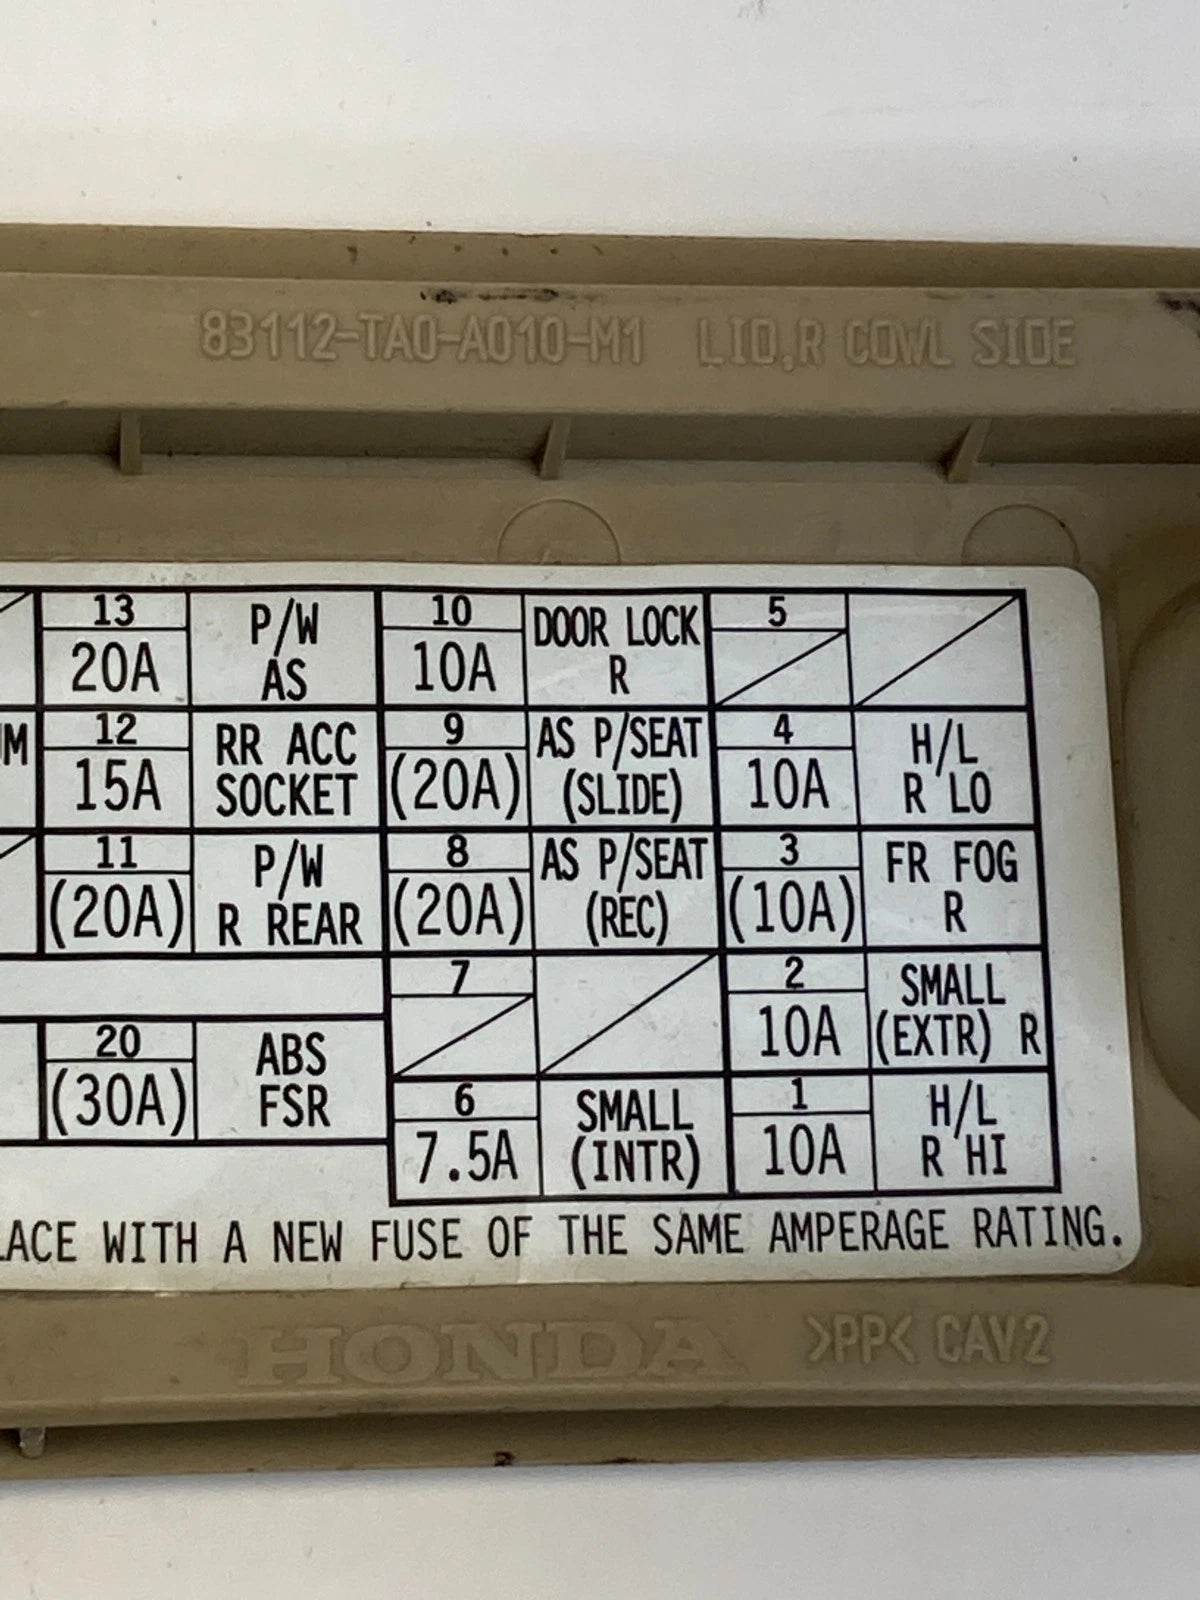 83112-TA0-A010-M1 LID,R COWL SIDE
13 P/W 10 DOOR LOCK 5
20A AS 10A R
M 12 RR ACC 9 AS P/SEAT 4 H/L
15A SOCKET (20A) (SLIDE) 10A R LO
11 P/W 8 AS P/SEAT 3 FR FOG
(20A) R REAR (20A) (REC) (10A) R
7 2 SMALL
10A (EXTR) R
20 ABS
(30A) FSR
6 SMALL 1 H/L
7.5A (INTR) 10A R HI
LACE WITH A NEW FUSE OF THE SAME AMPERAGE RATING.
HONDA >PP< CAV2